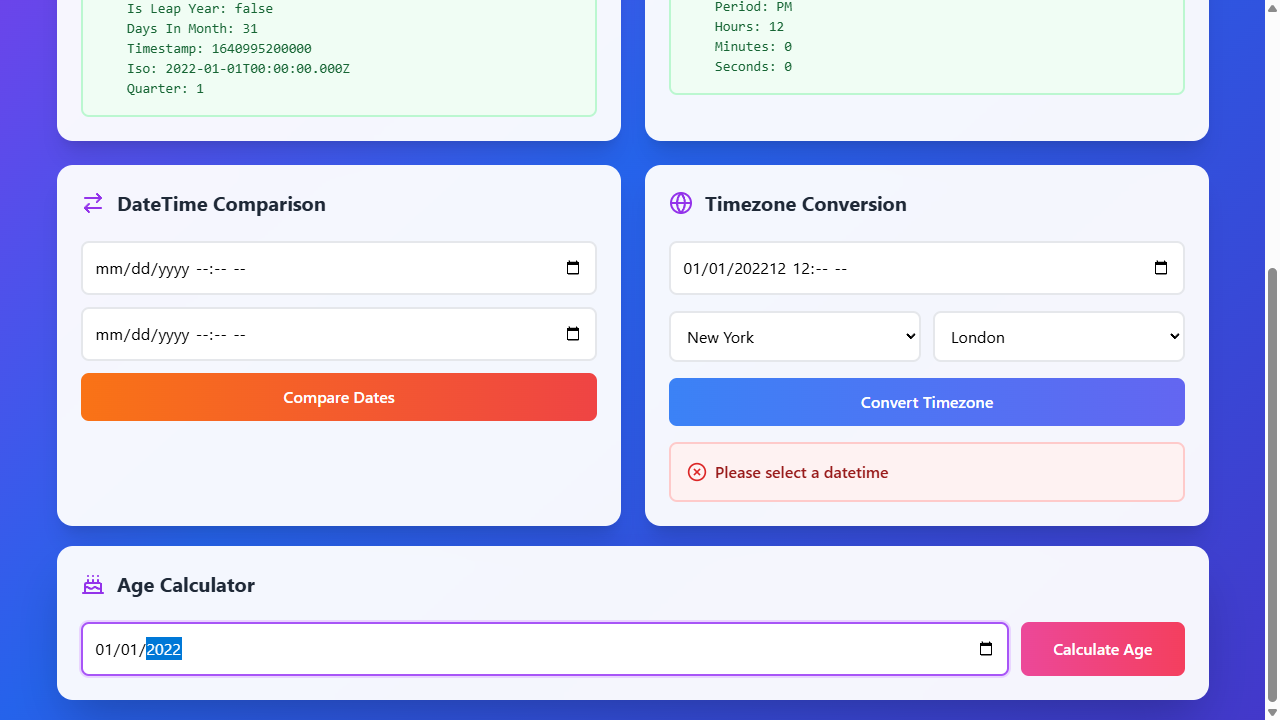 Is Leap Year: false
Days In Month: 31
Timestamp: 1640995200000
Iso: 2022-01-01T00:00:00.000Z
Quarter: 1
Period: PM
Hours: 12
Minutes: 0
Seconds: 0
DateTime Comparison
mm/dd/yyyy --:-- --
mm/dd/yyyy --:-- --
Compare Dates
Timezone Conversion
01/01/202212 12:-- --
New York
London
Convert Timezone
Please select a datetime
Age Calculator
01/01/2022
Calculate Age